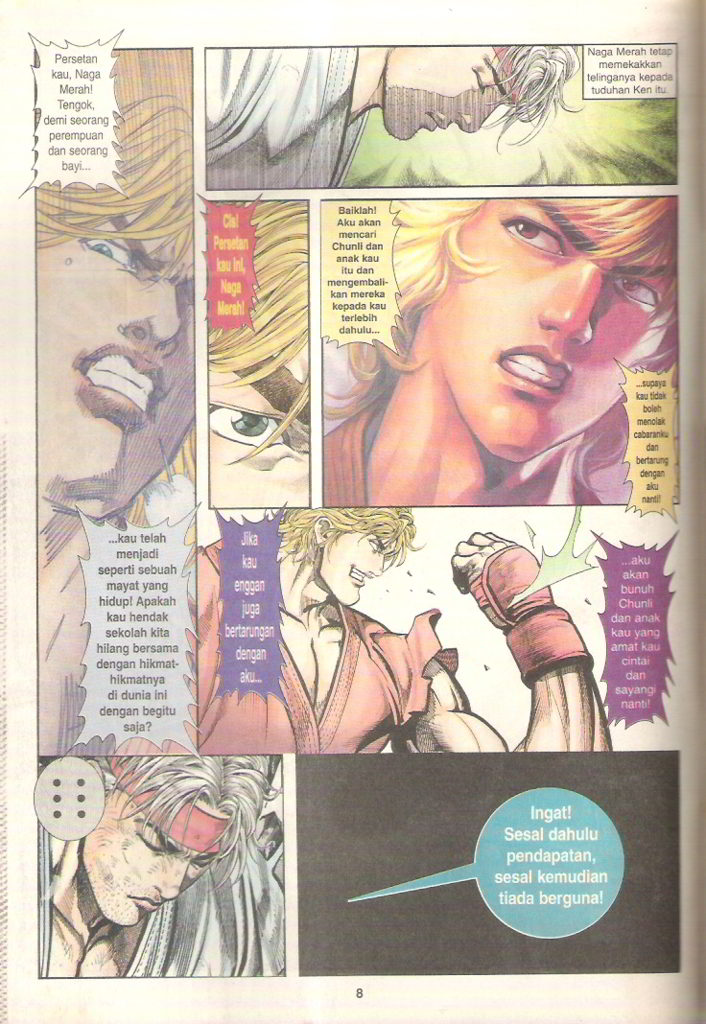 Persetan
kau, Naga
Merah!
Tengok,
demi seorang
perempuan
dan seorang
bayi...
Naga Merah tetap
memekakkan
telinganya kepada
tuduhan Ken itu.
Cis!
Persetan
kau ini,
Naga
Merah!
Baiklah!
Aku akan
mencari
Chunli dan
anak kau
itu dan
mengembali-
kan mereka
kepada kau
terlebih
dahulu...
...supaya
kau tidak
boleh
menolak
cabaranku
dan
bertarung
dengan
aku
nanti!
...kau telah
menjadi
seperti sebuah
mayat yang
hidup! Apakah
kau hendak
sekolah kita
hilang bersama
dengan hikmat-
hikmatnya
di dunia ini
dengan begitu
saja?
Jika
kau
enggan
juga
bertarungan
dengan
aku...
...aku
akan
bunuh
Chunli
dan anak
kau yang
amat kau
cintai
dan
sayangi
nanti!
Ingat!
Sesal dahulu
pendapatan,
sesal kemudian
tiada berguna!
8